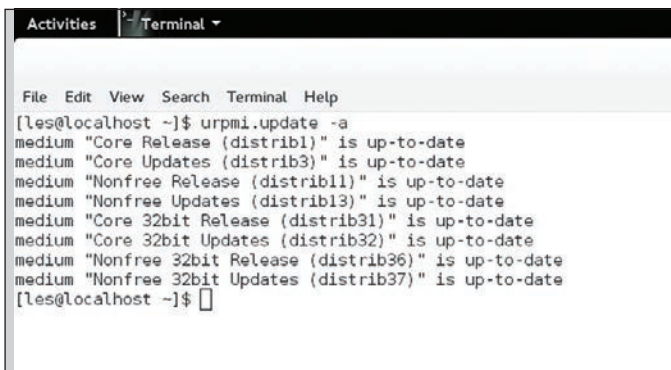 Activities Terminal
File Edit View Search Terminal Help
[les@localhost ~]$ urpmi.update -a
medium "Core Release (distrib1)" is up-to-date
medium "Core Updates (distrib3)" is up-to-date
medium "Nonfree Release (distrib11)" is up-to-date
medium "Nonfree Updates (distrib13)" is up-to-date
medium "Core 32bit Release (distrib31)" is up-to-date
medium "Core 32bit Updates (distrib32)" is up-to-date
medium "Nonfree 32bit Release (distrib36)" is up-to-date
medium "Nonfree 32bit Updates (distrib37)" is up-to-date
[les@localhost ~]$